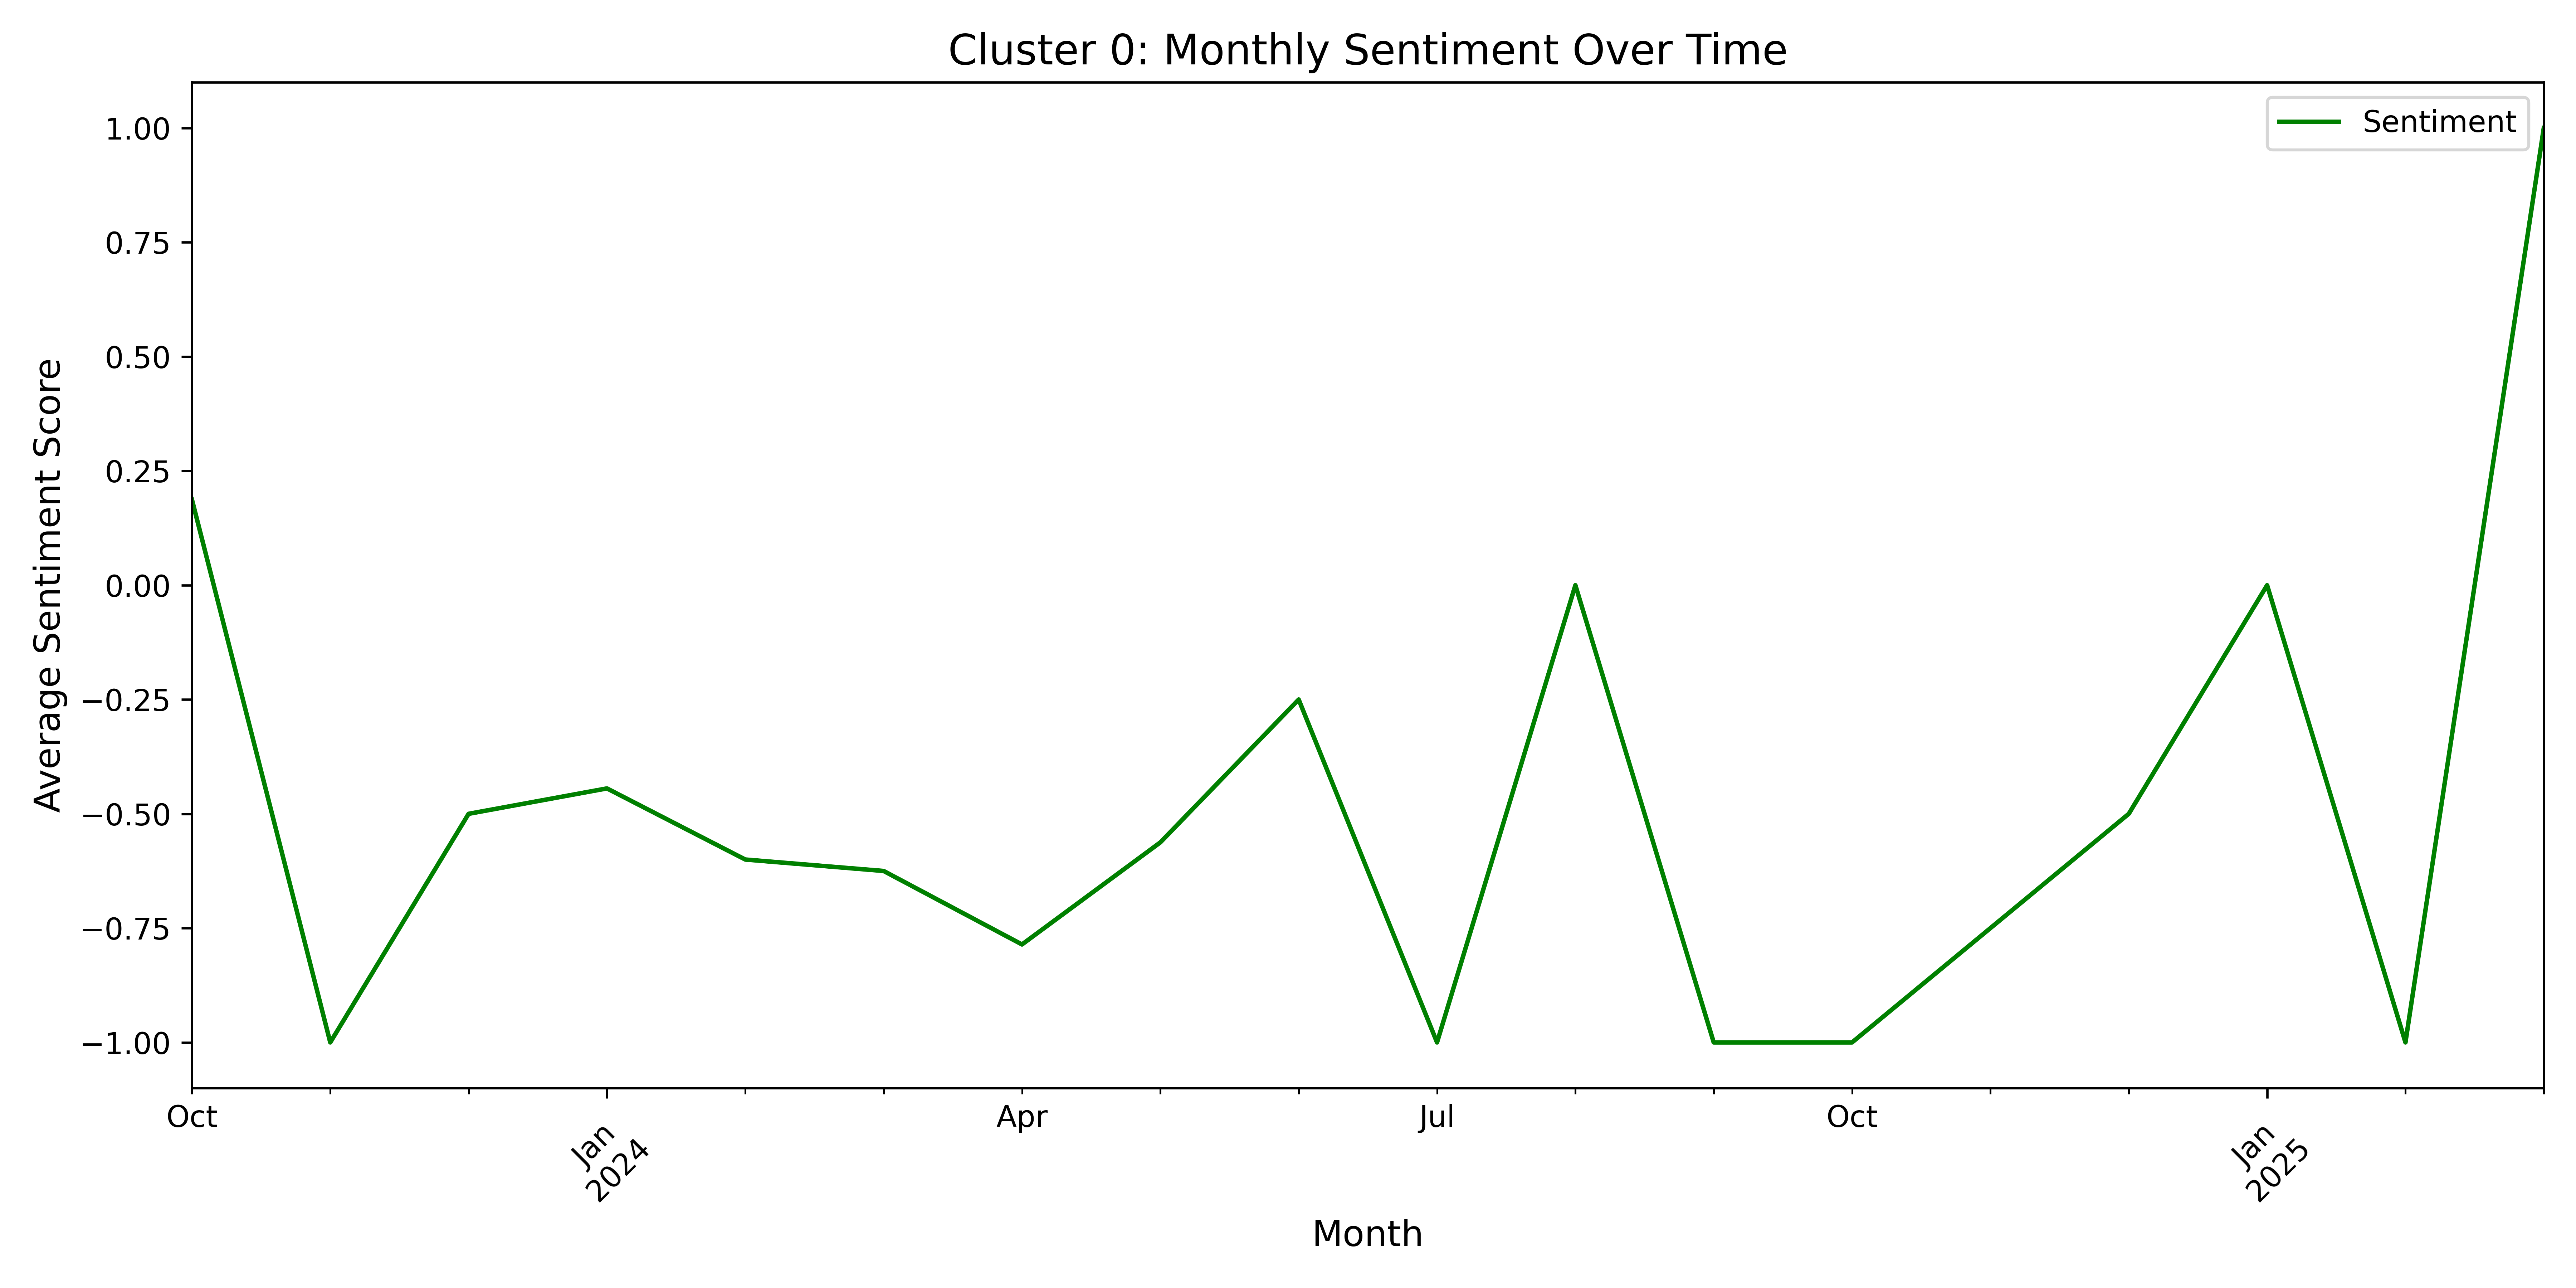 Cluster 0: Monthly Sentiment Over Time
Sentiment
Average Sentiment Score
1.00
0.75
0.50
0.25
0.00
−0.25
−0.50
−0.75
−1.00
Oct
Jan
2024
Apr
Jul
Oct
Jan
2025
Month